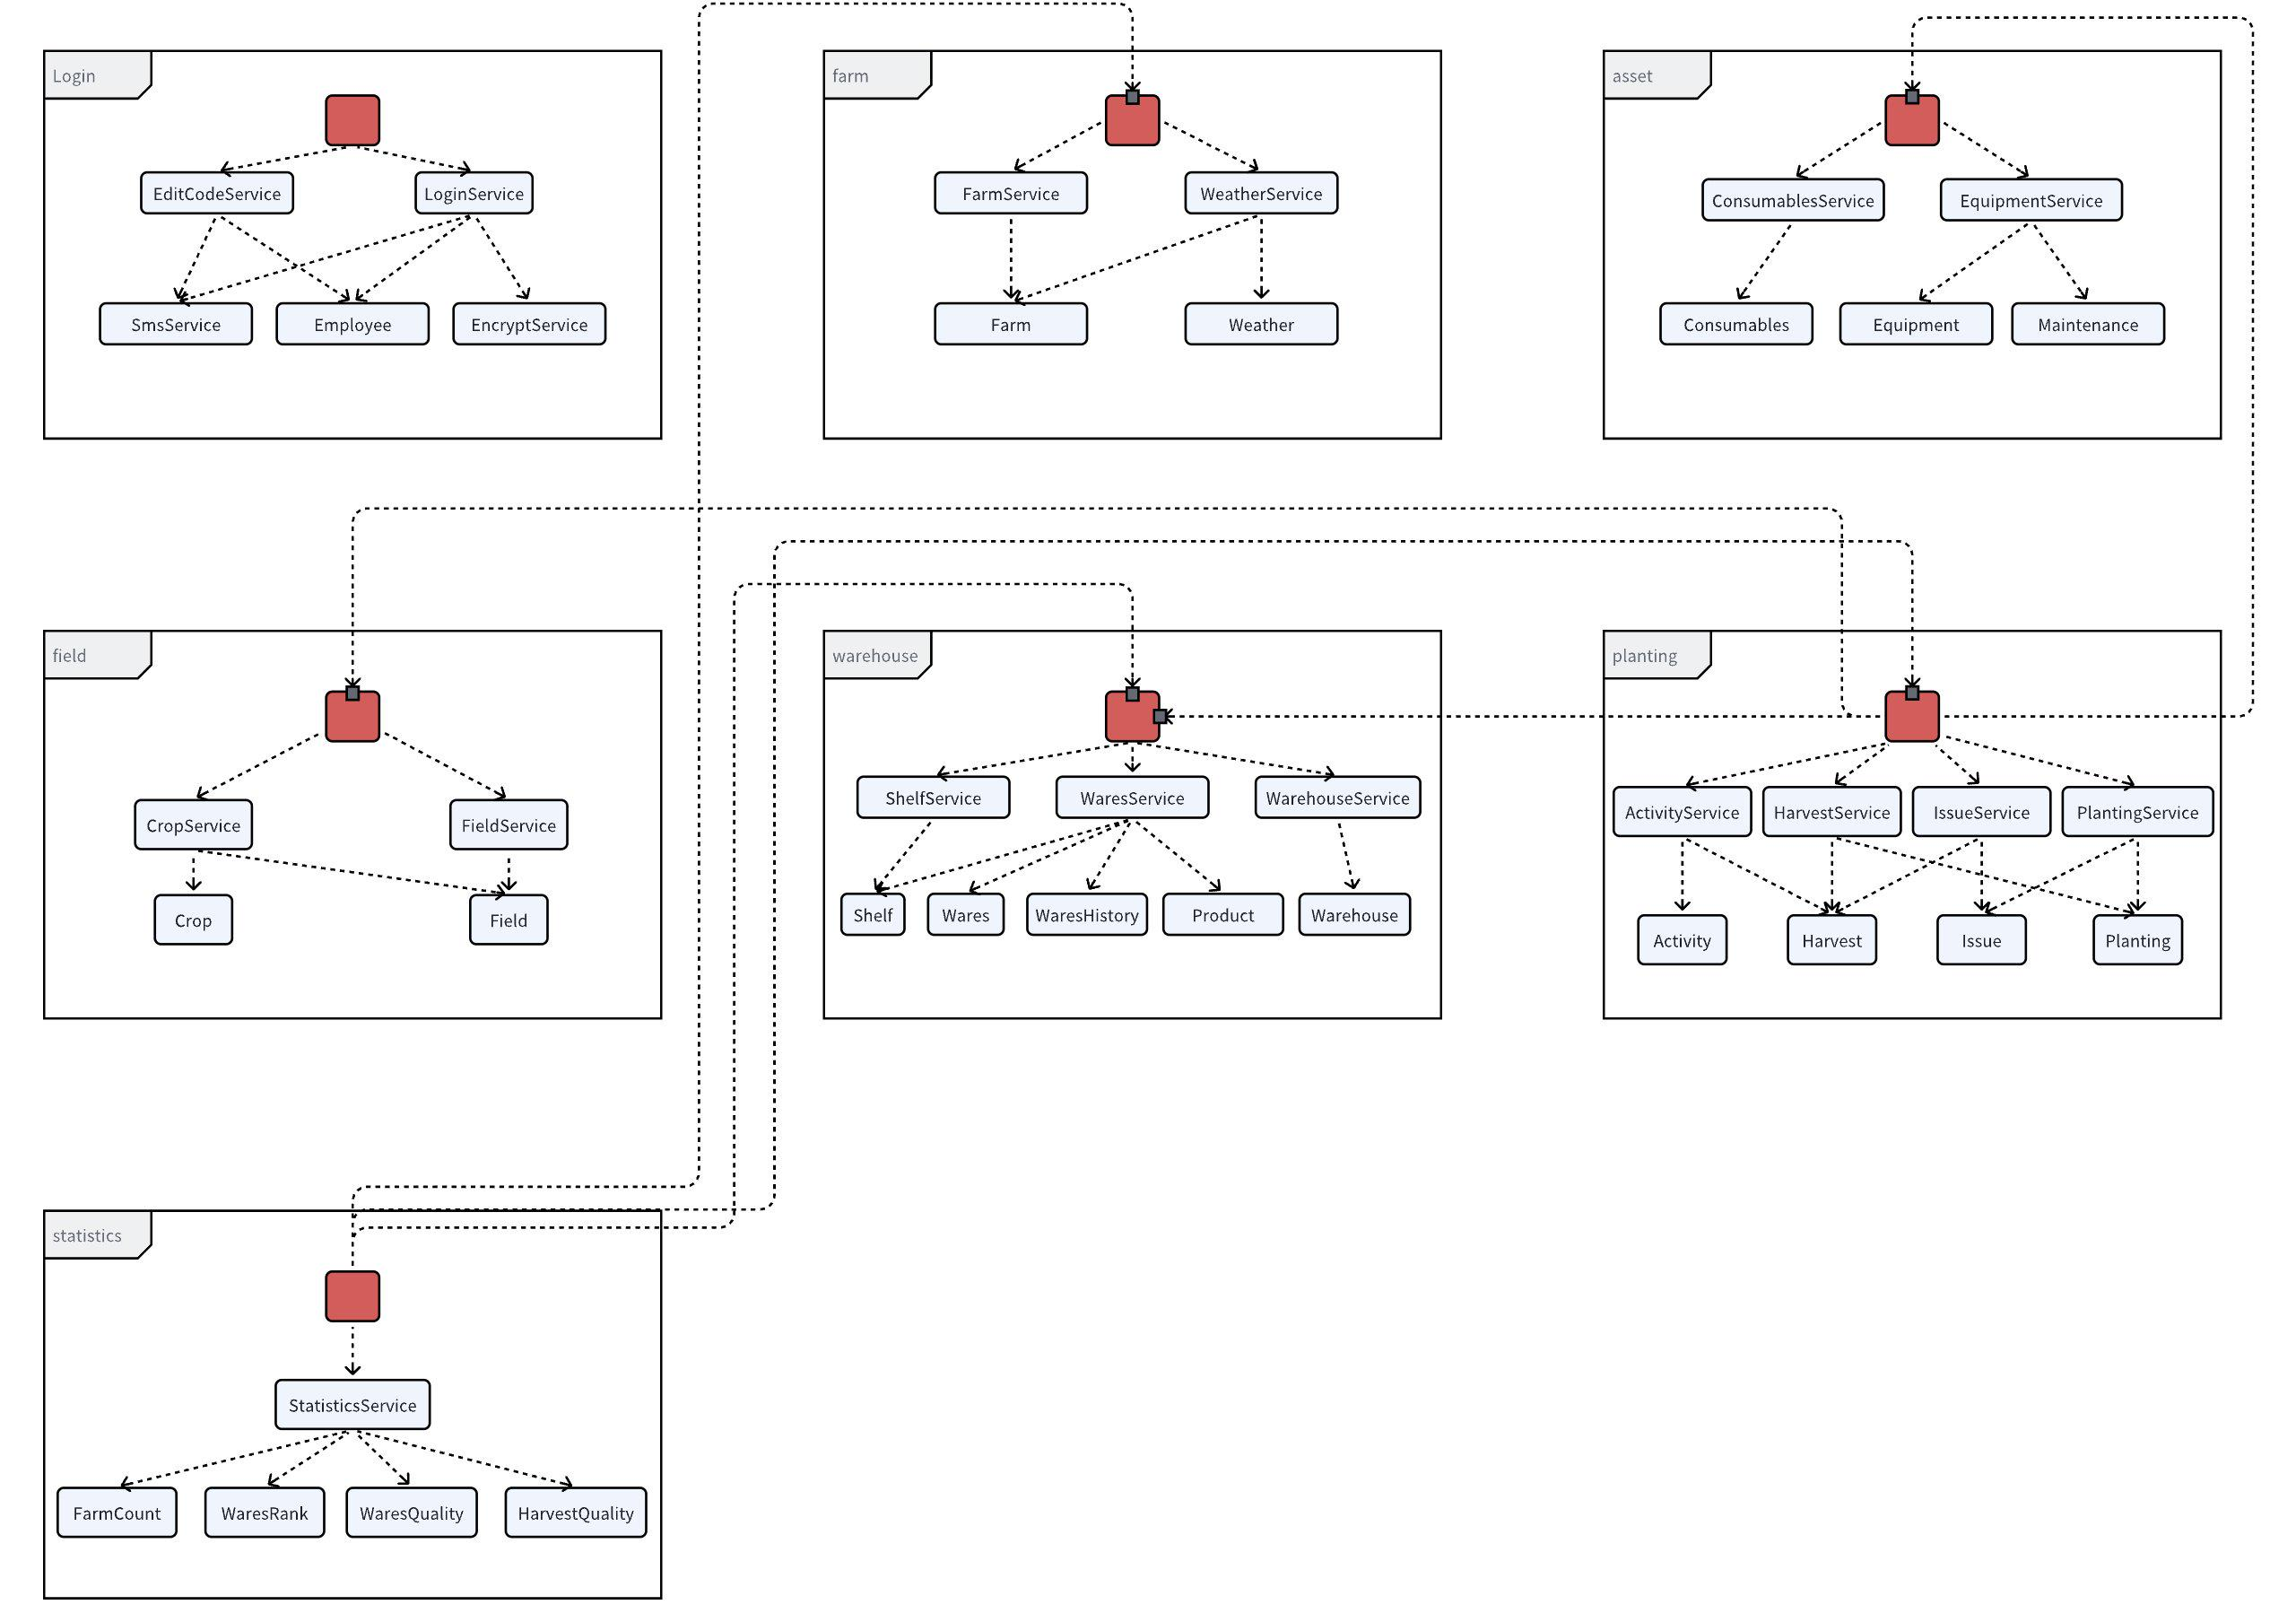 Login
EditCodeService
LoginService
SmsService
Employee
EncryptService
farm
FarmService
WeatherService
Farm
Weather
asset
ConsumablesService
EquipmentService
Consumables
Equipment
Maintenance
field
CropService
FieldService
Crop
Field
warehouse
ShelfService
WaresService
WarehouseService
Shelf
Wares
WaresHistory
Product
Warehouse
planting
ActivityService
HarvestService
IssueService
PlantingService
Activity
Harvest
Issue
Planting
statistics
StatisticsService
FarmCount
WaresRank
WaresQuality
HarvestQuality